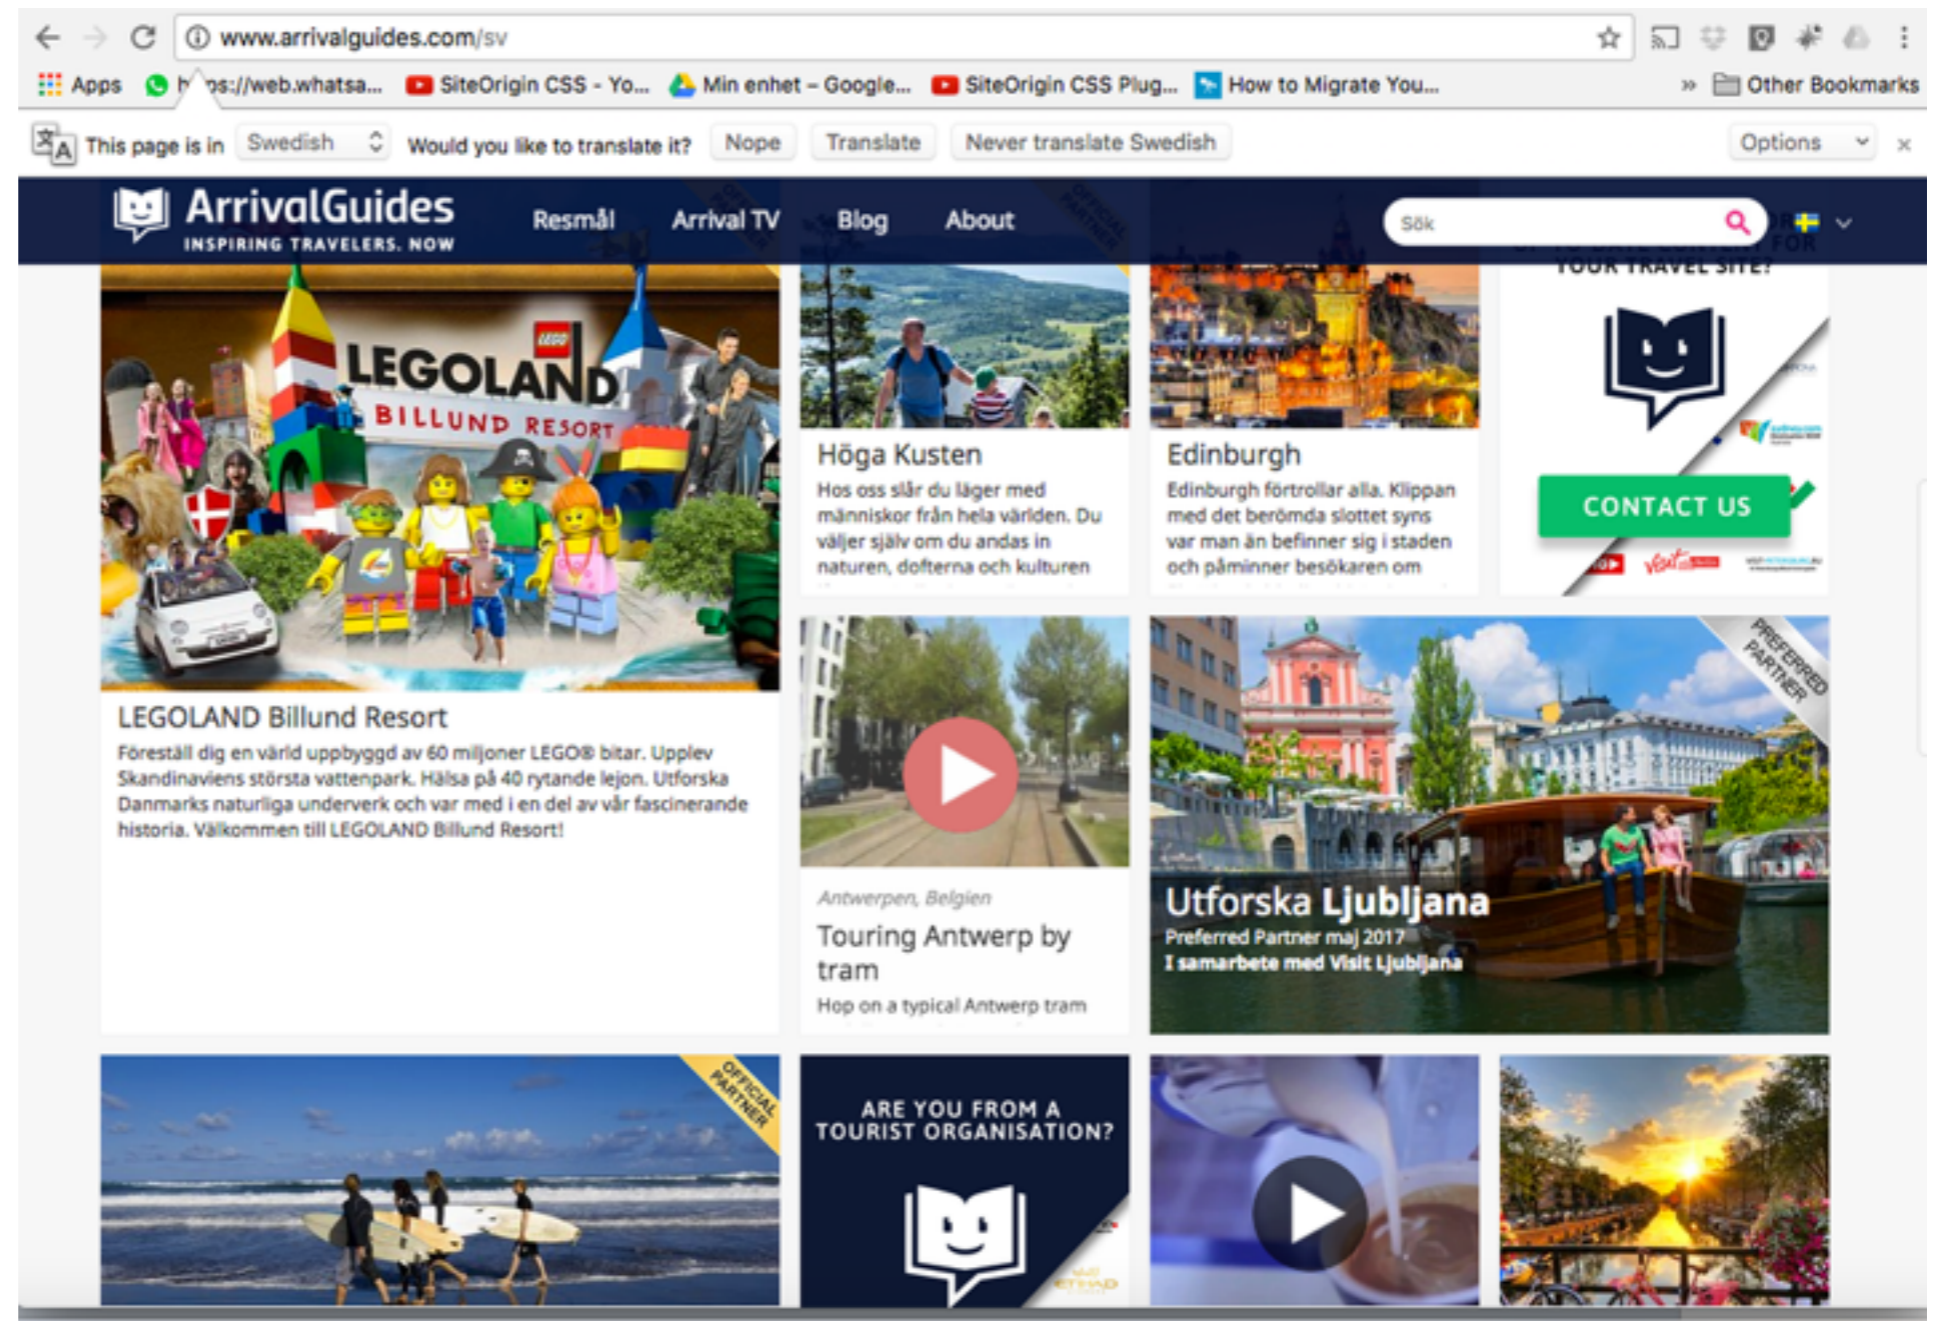 www.arrivalguides.com/sv
Apps
SiteOrigin CSS - Yo...
Min enhet – Google...
SiteOrigin CSS Plug...
How to Migrate You...
»
Other Bookmarks
This page is in Swedish Would you like to translate it? Nope Translate Never translate Swedish Options
ArrivalGuides
INSPIRING TRAVELERS. NOW
Resmål Arrival TV Blog About
Sök
LEGO
LEGOLAND
BILLUND RESORT
LEGOLAND Billund Resort
Föreställ dig en värld uppbyggd av 60 miljoner LEGO® bitar. Upplev
Skandinaviens största vattenpark. Hälsa på 40 rytande lejon. Utforska
Danmarks naturliga underverk och var med i en del av vår fascinerande
historia. Välkommen till LEGOLAND Billund Resort!
OFFICIAL
PARTNER
Höga Kusten
Hos oss slår du läger med
människor från hela världen. Du
väljer själv om du andas in
naturen, dofterna och kulturen
Edinburgh
Edinburgh förtrollar alla. Klippan
med det berömda slottet syns
var man än befinner sig i staden
och påminner besökaren om
FOR
YOUR TRAVEL SITE?
CONTACT US
Antwerpen, Belgien
Touring Antwerp by
tram
Hop on a typical Antwerp tram
PREFERRED
PARTNER
Utforska Ljubljana
Preferred Partner maj 2017
I samarbete med Visit Ljubljana
OFFICIAL
PARTNER
ARE YOU FROM A
TOURIST ORGANISATION?
ETIHAD